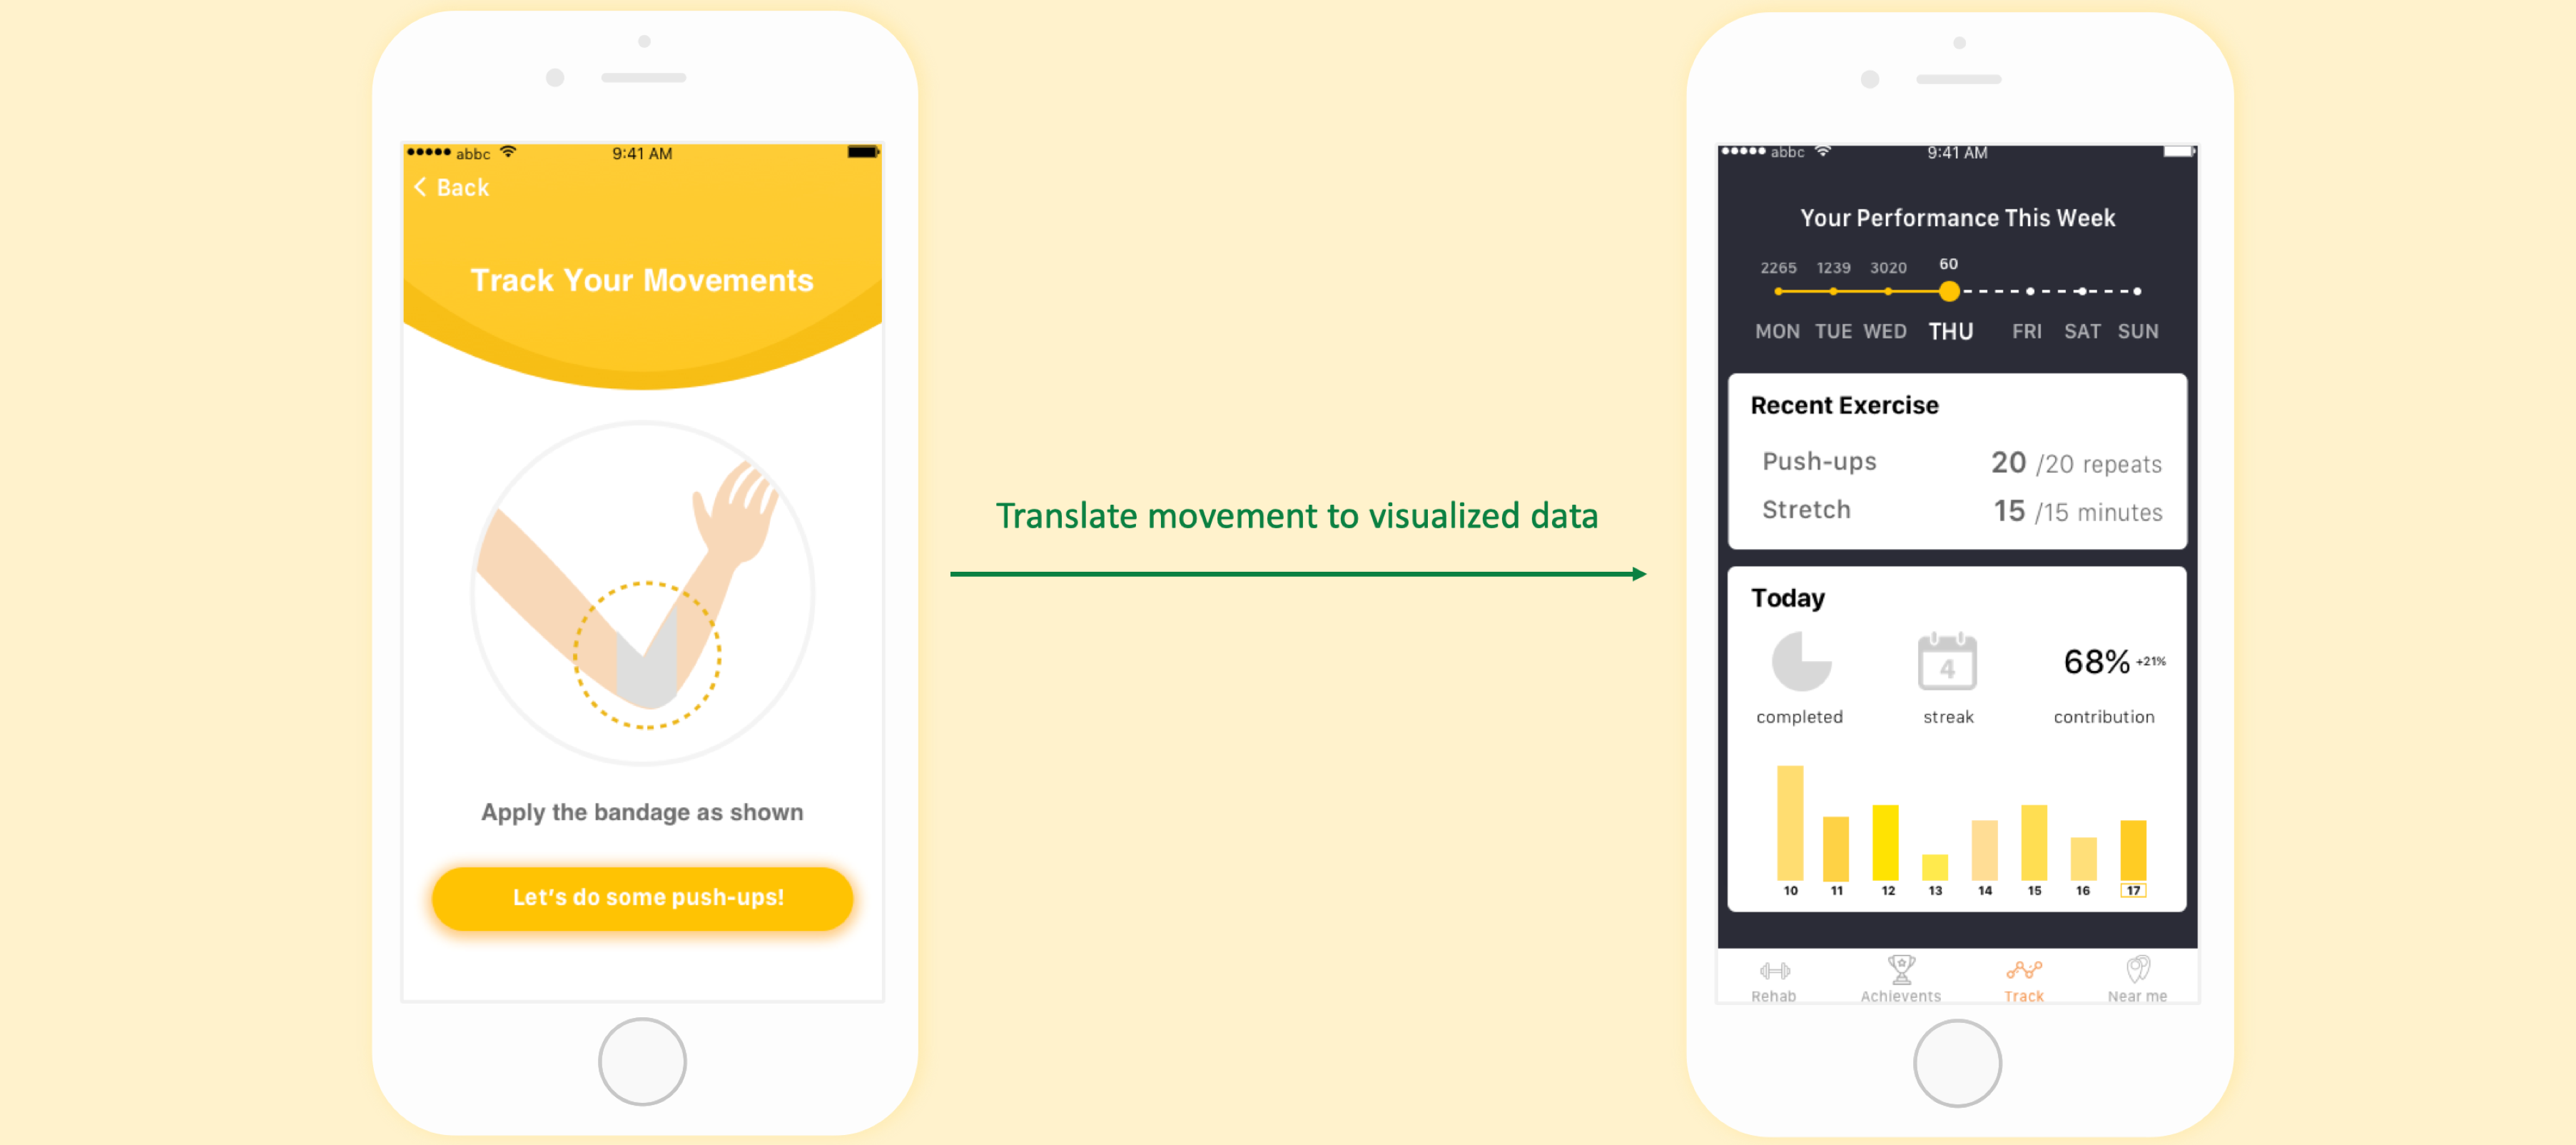 abbc 9:41 AM
Back
Track Your Movements
Apply the bandage as shown
Let's do some push-ups!
Translate movement to visualized data
abbc 9:41 AM
Your Performance This Week
2265 1239 3020 60
MON TUE WED THU FRI SAT SUN
Recent Exercise
Push-ups 20 /20 repeats
Stretch 15 /15 minutes
Today
4 68% +21%
completed streak contribution
10 11 12 13 14 15 16 17
Rehab Achievents Track Near me